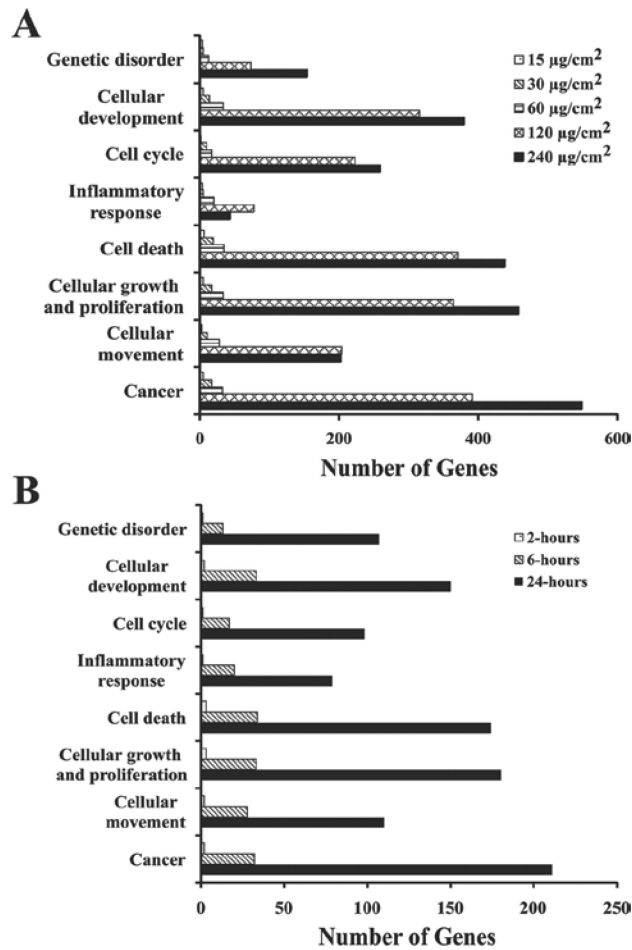 A
Genetic disorder
Cellular
development
Cell cycle
Inflammatory
response
Cell death
Cellular growth
and proliferation
Cellular
movement
Cancer
15 µg/cm2
30 µg/cm2
60 µg/cm2
120 µg/cm2
240 µg/cm2
0 200 400 600
Number of Genes
B
Genetic disorder
Cellular
development
Cell cycle
Inflammatory
response
Cell death
Cellular growth
and proliferation
Cellular
movement
Cancer
2-hours
6-hours
24-hours
0 50 100 150 200 250
Number of Genes